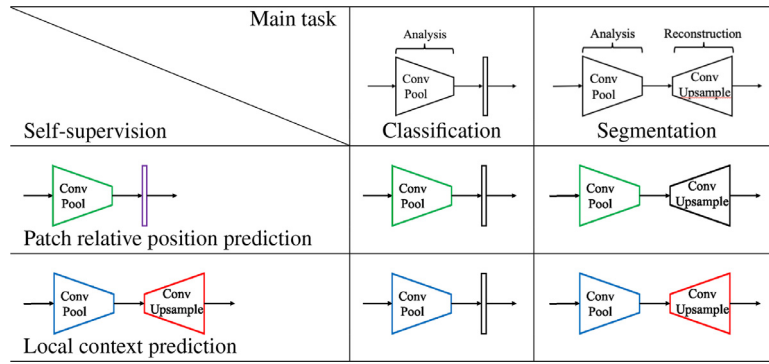 Main task
Self-supervision
Analysis
Conv
Pool
Classification
Analysis
Reconstruction
Conv
Pool
Conv
Upsample
Segmentation
Conv
Pool
Patch relative position prediction
Conv
Pool
Conv
Pool
Conv
Upsample
Conv
Pool
Conv
Upsample
Local context prediction
Conv
Pool
Conv
Pool
Conv
Upsample